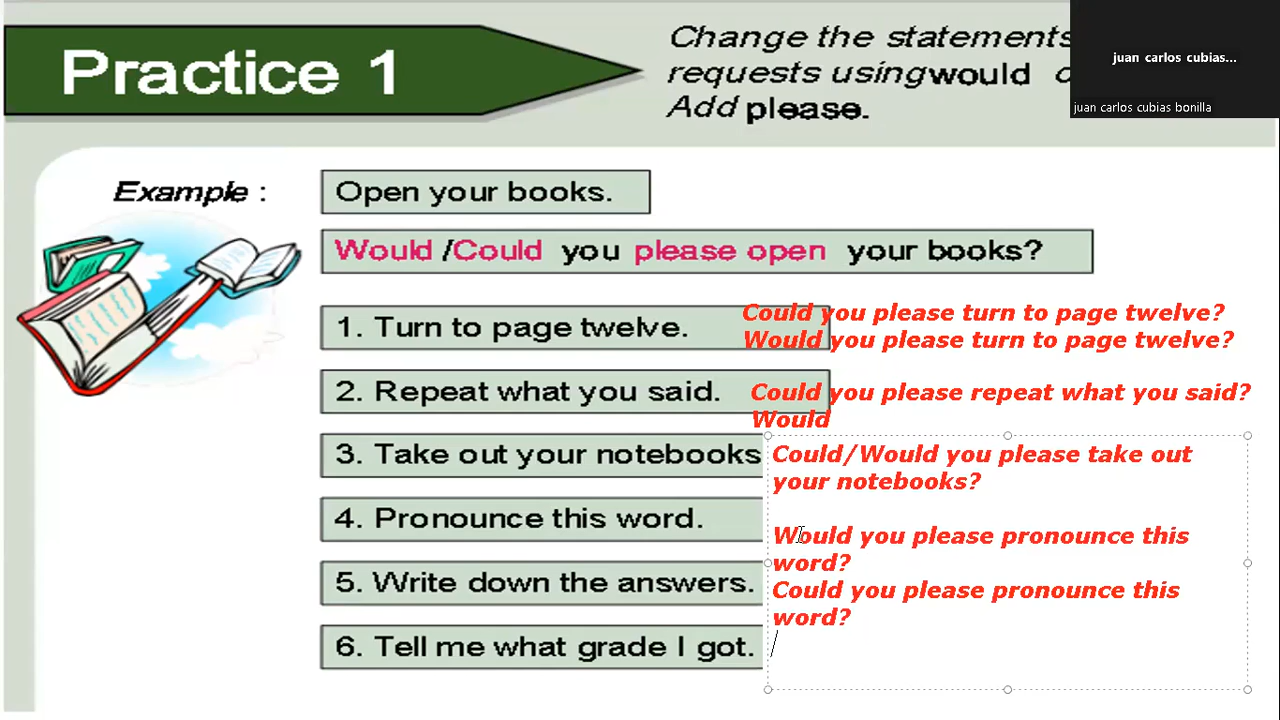 Practice 1
Change the statements
requests using would
Add please.
juan carlos cubias...
juan carlos cubias bonilla
Example :
Open your books.
Would /Could you please open your books?
1. Turn to page twelve.
Could you please turn to page twelve?
Would you please turn to page twelve?
2. Repeat what you said.
Could you please repeat what you said?
Would
3. Take out your notebooks
Could/Would you please take out
your notebooks?
4. Pronounce this word.
Would you please pronounce this
word?
Could you please pronounce this
word?
5. Write down the answers.
6. Tell me what grade I got.